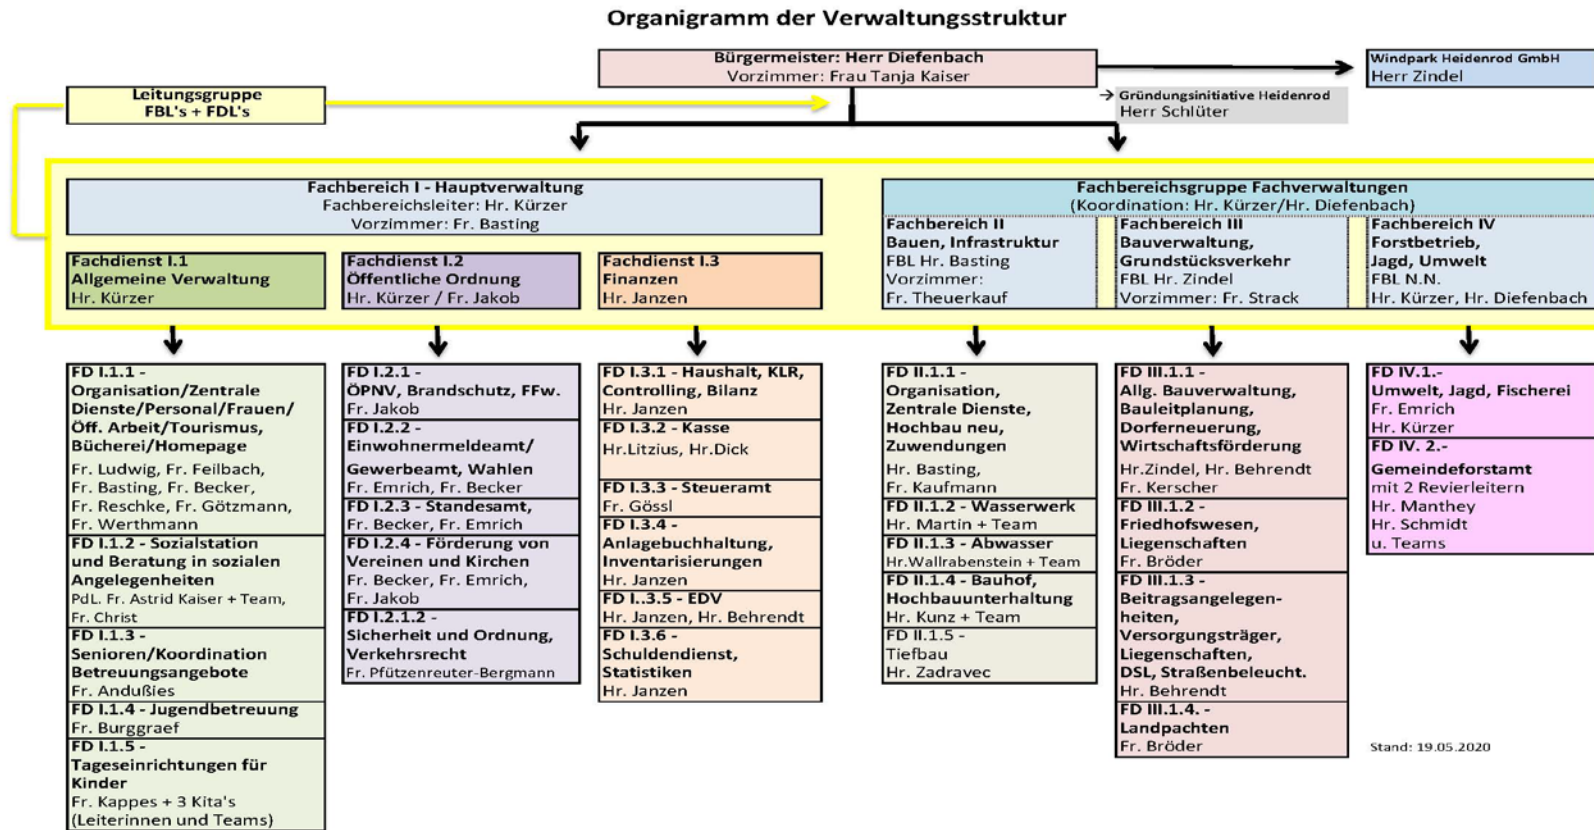 Organigramm der Verwaltungsstruktur
Bürgermeister: Herr Diefenbach
Vorzimmer: Frau Tanja Kaiser
Windpark Heidenrod GmbH
Herr Zindel
Leitungsgruppe
FBL's + FDL's
→ Gründungsinitiative Heidenrod
Herr Schlüter
Fachbereich I - Hauptverwaltung
Fachbereichsleiter: Hr. Kürzer
Vorzimmer: Fr. Basting
Fachdienst I.1
Allgemeine Verwaltung
Hr. Kürzer
Fachdienst I.2
Öffentliche Ordnung
Hr. Kürzer / Fr. Jakob
Fachdienst I.3
Finanzen
Hr. Janzen
Fachbereichsgruppe Fachverwaltungen
(Koordination: Hr. Kürzer/Hr. Diefenbach)
Fachbereich II
Bauen, Infrastruktur
FBL Hr. Basting
Vorzimmer:
Fr. Theuerkauf
Fachbereich III
Bauverwaltung,
Grundstücksverkehr
FBL Hr. Zindel
Vorzimmer: Fr. Strack
Fachbereich IV
Forstbetrieb,
Jagd, Umwelt
FBL N.N.
Hr. Kürzer, Hr. Diefenbach
FD I.1.1 -
Organisation/Zentrale
Dienste/Personal/Frauen/
Öff. Arbeit/Tourismus,
Bücherei/Homepage
Fr. Ludwig, Fr. Feilbach,
Fr. Basting, Fr. Becker,
Fr. Reschke, Fr. Götzmann,
Fr. Werthmann
FD I.1.2 - Sozialstation
und Beratung in sozialen
Angelegenheiten
PdL. Fr. Astrid Kaiser + Team,
Fr. Christ
FD I.1.3 -
Senioren/Koordination
Betreuungsangebote
Fr. Andußies
FD I.1.4 - Jugendbetreuung
Fr. Burggraef
FD I.1.5 -
Tageseinrichtungen für
Kinder
Fr. Kappes + 3 Kita's
(Leiterinnen und Teams)
FD I.2.1 -
ÖPNV, Brandschutz, FFw.
Fr. Jakob
FD I.2.2 -
Einwohnermeldeamt/
Gewerbeamt, Wahlen
Fr. Emrich, Fr. Becker
FD I.2.3 - Standesamt,
Fr. Becker, Fr. Emrich
FD I.2.4 - Förderung von
Vereinen und Kirchen
Fr. Becker, Fr. Emrich,
Fr. Jakob
FD I.2.1.2 -
Sicherheit und Ordnung,
Verkehrsrecht
Fr. Pfützenreuter-Bergmann
FD I.3.1 - Haushalt, KLR,
Controlling, Bilanz
Hr. Janzen
FD I.3.2 - Kasse
Hr.Litzius, Hr.Dick
FD I.3.3 - Steueramt
Fr. Gössl
FD I.3.4 -
Anlagebuchhaltung,
Inventarisierungen
Hr. Janzen
FD I..3.5 - EDV
Hr. Janzen, Hr. Behrendt
FD I.3.6 -
Schuldendienst,
Statistiken
Hr. Janzen
FD II.1.1 -
Organisation,
Zentrale Dienste,
Hochbau neu,
Zuwendungen
Hr. Basting,
Fr. Kaufmann
FD II.1.2 - Wasserwerk
Hr. Martin + Team
FD II.1.3 - Abwasser
Hr.Wallrabenstein + Team
FD II.1.4 - Bauhof,
Hochbauunterhaltung
Hr. Kunz + Team
FD II.1.5 -
Tiefbau
Hr. Zadravec
FD III.1.1 -
Allg. Bauverwaltung,
Bauleitplanung,
Dorferneuerung,
Wirtschaftsförderung
Hr.Zindel, Hr. Behrendt
Fr. Kerscher
FD III.1.2 -
Friedhofswesen,
Liegenschaften
Fr. Bröder
FD III.1.3 -
Beitragsangelegen-
heiten,
Versorgungsträger,
Liegenschaften,
DSL, Straßenbeleucht.
Hr. Behrendt
FD III.1.4. -
Landpachten
Fr. Bröder
FD IV.1.-
Umwelt, Jagd, Fischerei
Fr. Emrich
Hr. Kürzer
FD IV. 2.-
Gemeindeforstamt
mit 2 Revierleitern
Hr. Manthey
Hr. Schmidt
u. Teams
Stand: 19.05.2020